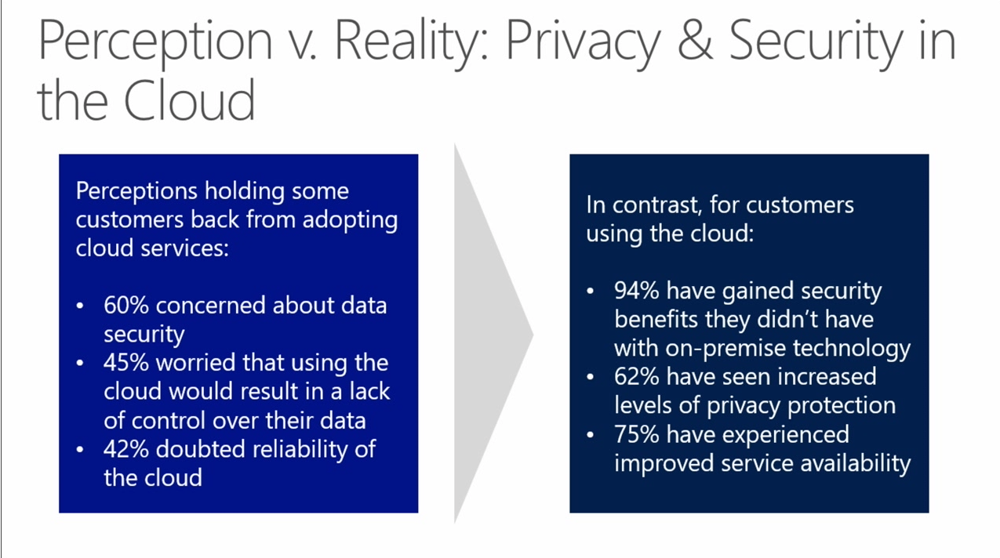 Perception v. Reality: Privacy & Security in
the Cloud
Perceptions holding some
customers back from adopting
cloud services:
• 60% concerned about data
security
• 45% worried that using the
cloud would result in a lack
of control over their data
• 42% doubted reliability of
the cloud
In contrast, for customers
using the cloud:
• 94% have gained security
benefits they didn’t have
with on-premise technology
• 62% have seen increased
levels of privacy protection
• 75% have experienced
improved service availability